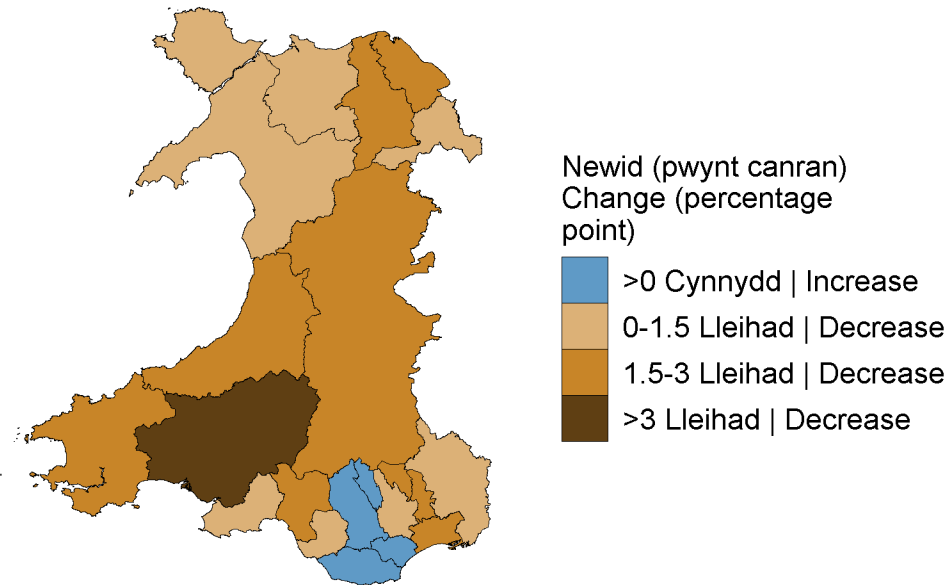 Newid (pwynt canran)
Change (percentage
point)
>0 Cynnydd | Increase
0-1.5 Lleihad | Decrease
1.5-3 Lleihad | Decrease
>3 Lleihad | Decrease